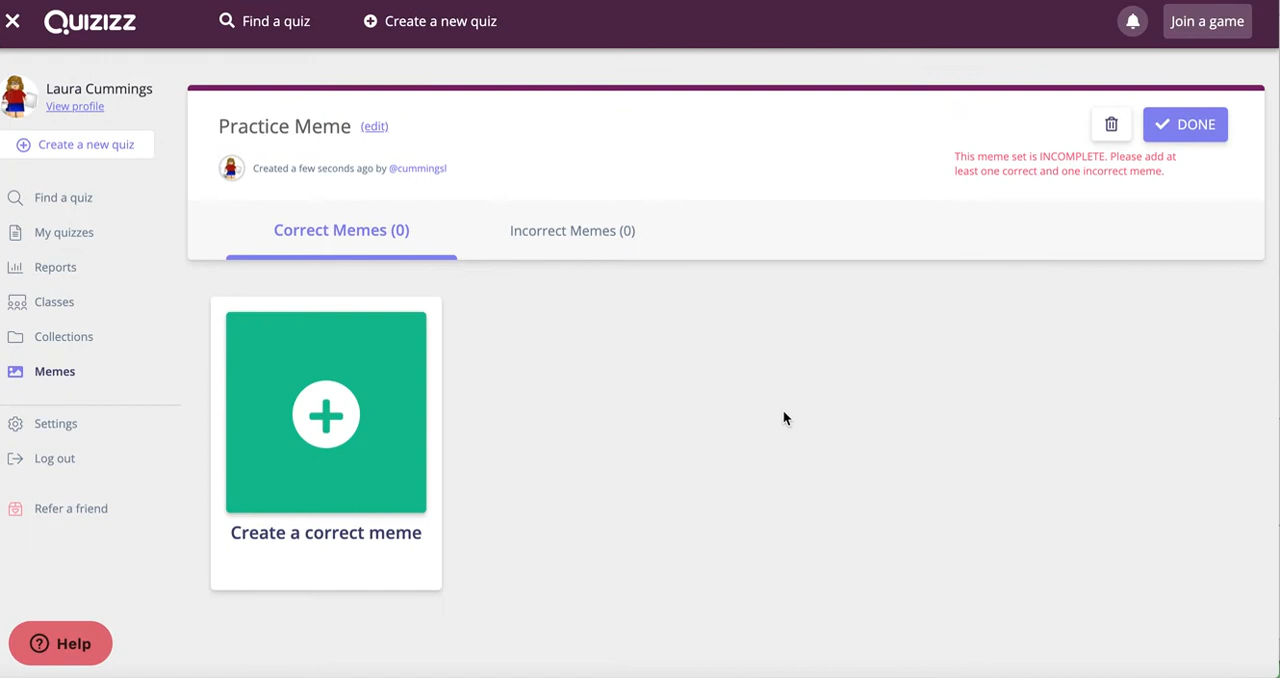 Quizizz
Find a quiz
Create a new quiz
Join a game
Laura Cummings
View profile
Create a new quiz
Find a quiz
My quizzes
Reports
Classes
Collections
Memes
Settings
Log out
Refer a friend
Help
Practice Meme (edit)
Created a few seconds ago by @cummingsl
DONE
This meme set is INCOMPLETE. Please add at
least one correct and one incorrect meme.
Correct Memes (0)
Incorrect Memes (0)
Create a correct meme